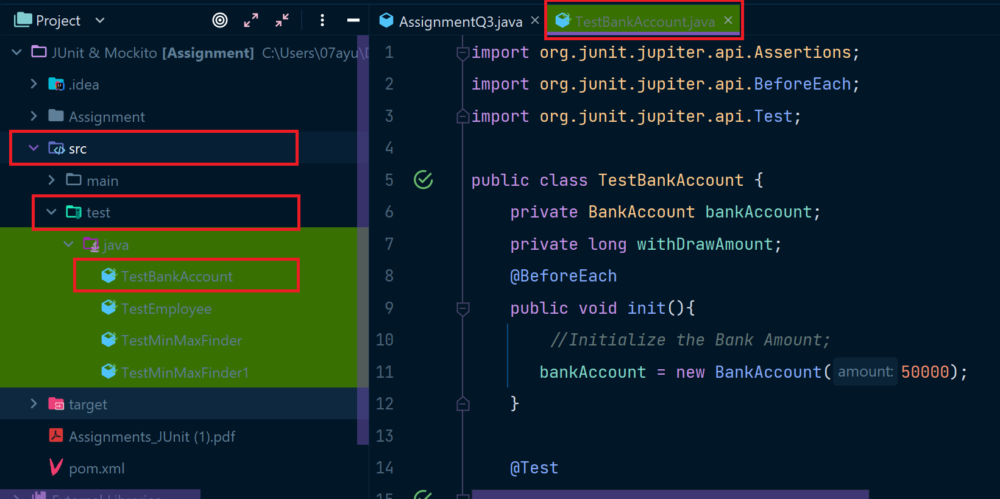 Project
AssignmentQ3.java
TestBankAccount.java
JUnit & Mockito [Assignment] C:\Users\07ayu\D
.idea
Assignment
src
main
test
java
TestBankAccount
TestEmployee
TestMinMaxFinder
TestMinMaxFinder1
target
Assignments_JUnit (1).pdf
pom.xml
External Libraries
1 import org.junit.jupiter.api.Assertions;
2 import org.junit.jupiter.api.BeforeEach;
3 import org.junit.jupiter.api.Test;
4
5 public class TestBankAccount {
6 private BankAccount bankAccount;
7 private long withDrawAmount;
8 @BeforeEach
9 public void init(){
10 //Initialize the Bank Amount;
11 bankAccount = new BankAccount( amount: 50000);
12 }
13
14 @Test
15